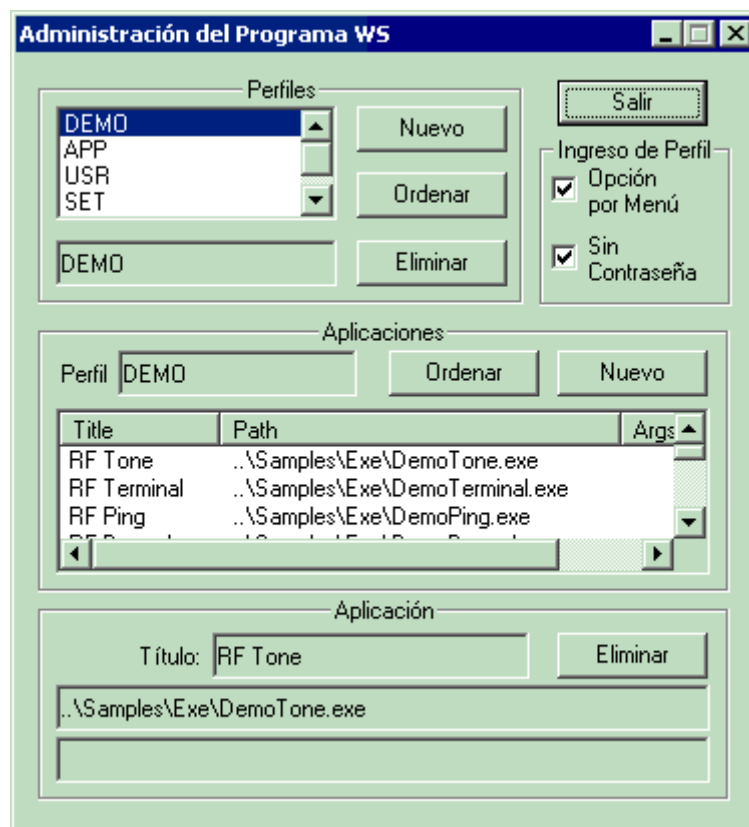 Administración del Programa WS
Perfiles
DEMO
APP
USR
SET
DEMO
Nuevo
Ordenar
Eliminar
Salir
Ingreso de Perfil
Opción
por Menú
Sin
Contraseña
Aplicaciones
Perfil DEMO Ordenar Nuevo
Title Path Args
RF Tone ..\Samples\Exe\DemoTone.exe
RF Terminal ..\Samples\Exe\DemoTerminal.exe
RF Ping ..\Samples\Exe\DemoPing.exe
Aplicación
Título: RF Tone Eliminar
..\Samples\Exe\DemoTone.exe